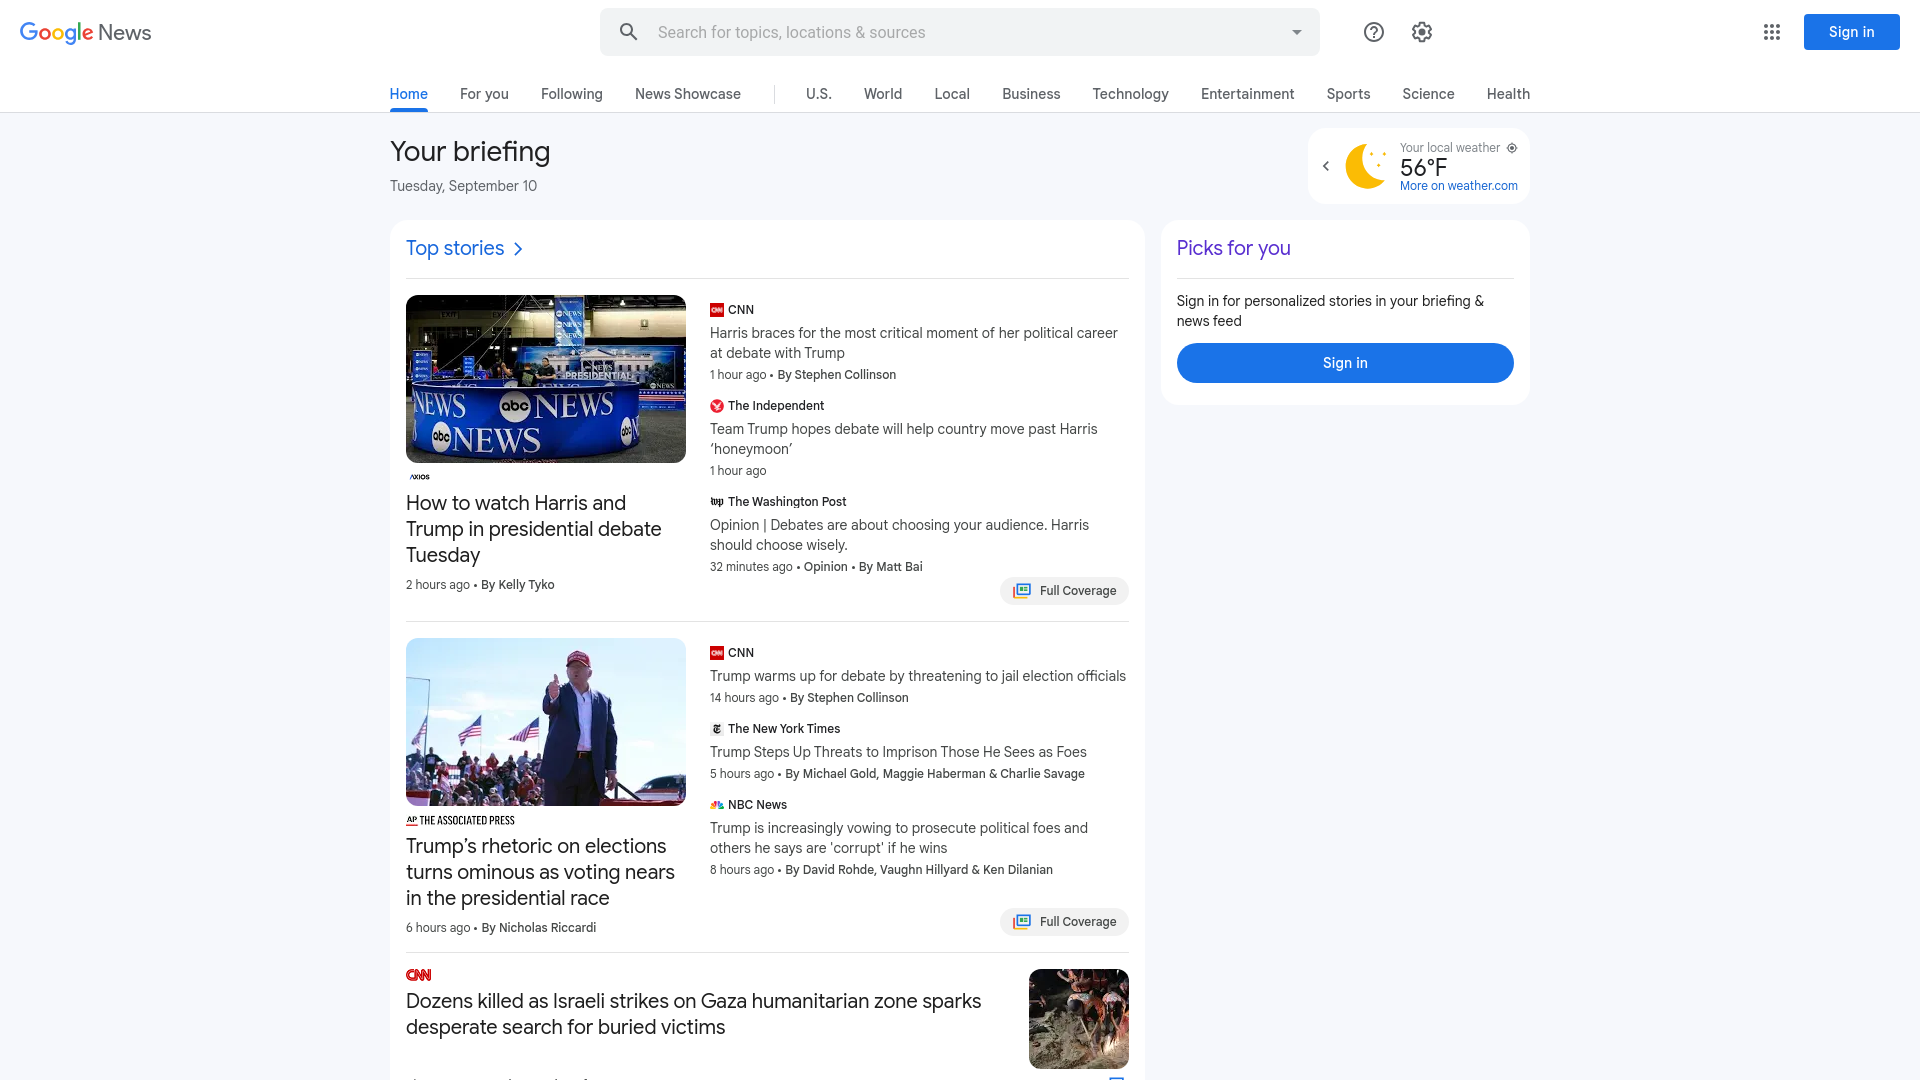 Google News
Search for topics, locations & sources
Sign in
Home
For you
Following
News Showcase
U.S.
World
Local
Business
Technology
Entertainment
Sports
Science
Health
Your briefing
Tuesday, September 10
Your local weather
56°F
More on weather.com
Top stories
abc NEWS
NEWS
abc NEWS
PRESIDENTIAL
AXIOS
How to watch Harris and
Trump in presidential debate
Tuesday
2 hours ago • By Kelly Tyko
CNN
Harris braces for the most critical moment of her political career
at debate with Trump
1 hour ago • By Stephen Collinson
The Independent
Team Trump hopes debate will help country move past Harris
‘honeymoon’
1 hour ago
The Washington Post
Opinion | Debates are about choosing your audience. Harris
should choose wisely.
32 minutes ago • Opinion • By Matt Bai
Full Coverage
AP THE ASSOCIATED PRESS
Trump’s rhetoric on elections
turns ominous as voting nears
in the presidential race
6 hours ago • By Nicholas Riccardi
CNN
Trump warms up for debate by threatening to jail election officials
14 hours ago • By Stephen Collinson
The New York Times
Trump Steps Up Threats to Imprison Those He Sees as Foes
5 hours ago • By Michael Gold, Maggie Haberman & Charlie Savage
NBC News
Trump is increasingly vowing to prosecute political foes and
others he says are 'corrupt' if he wins
8 hours ago • By David Rohde, Vaughn Hillyard & Ken Dilanian
Full Coverage
CNN
Dozens killed as Israeli strikes on Gaza humanitarian zone sparks
desperate search for buried victims
Picks for you
Sign in for personalized stories in your briefing &
news feed
Sign in